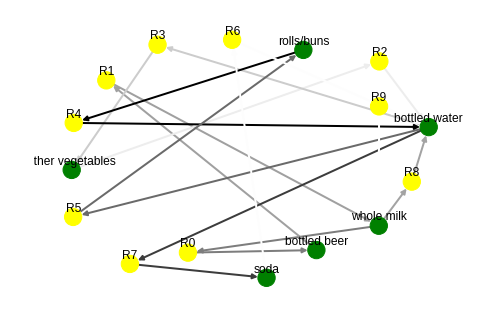 R6
rolls/buns
R3
R2
R1
R9
R4
bottled water
ther vegetables
R8
R5
whole milk
R0
bottled beer
R7
soda